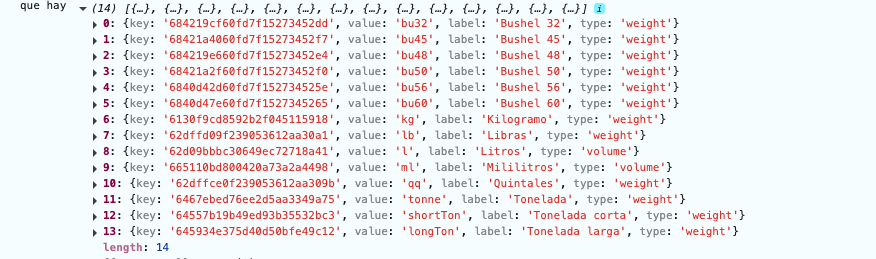 que hay ▼ (14) [{…}, {…}, {…}, {…}, {…}, {…}, {…}, {…}, {…}, {…}, {…}, {…}, {…}, {…}] i
▶ 0: {key: '684219cf60fd7f15273452dd', value: 'bu32', label: 'Bushel 32', type: 'weight'}
▶ 1: {key: '68421a4060fd7f15273452f7', value: 'bu45', label: 'Bushel 45', type: 'weight'}
▶ 2: {key: '684219e660fd7f15273452e4', value: 'bu48', label: 'Bushel 48', type: 'weight'}
▶ 3: {key: '68421a2f60fd7f15273452f0', value: 'bu50', label: 'Bushel 50', type: 'weight'}
▶ 4: {key: '6840d42d60fd7f152734525e', value: 'bu56', label: 'Bushel 56', type: 'weight'}
▶ 5: {key: '6840d47e60fd7f1527345265', value: 'bu60', label: 'Bushel 60', type: 'weight'}
▶ 6: {key: '6130f9cd8592b2f045115918', value: 'kg', label: 'Kilogramo', type: 'weight'}
▶ 7: {key: '62dffd09f239053612aa30a1', value: 'lb', label: 'Libras', type: 'weight'}
▶ 8: {key: '62d09bbbc30649ec72718a41', value: 'l', label: 'Litros', type: 'volume'}
▶ 9: {key: '665110bd800420a73a2a4498', value: 'ml', label: 'Mililitros', type: 'volume'}
▶ 10: {key: '62dffce0f239053612aa309b', value: 'qq', label: 'Quintales', type: 'weight'}
▶ 11: {key: '6467ebed76ee2d5aa3349a75', value: 'tonne', label: 'Tonelada', type: 'weight'}
▶ 12: {key: '64557b19b49ed93b35532bc3', value: 'shortTon', label: 'Tonelada corta', type: 'weight'}
▶ 13: {key: '645934e375d40d50bfe49c12', value: 'longTon', label: 'Tonelada larga', type: 'weight'}
length: 14